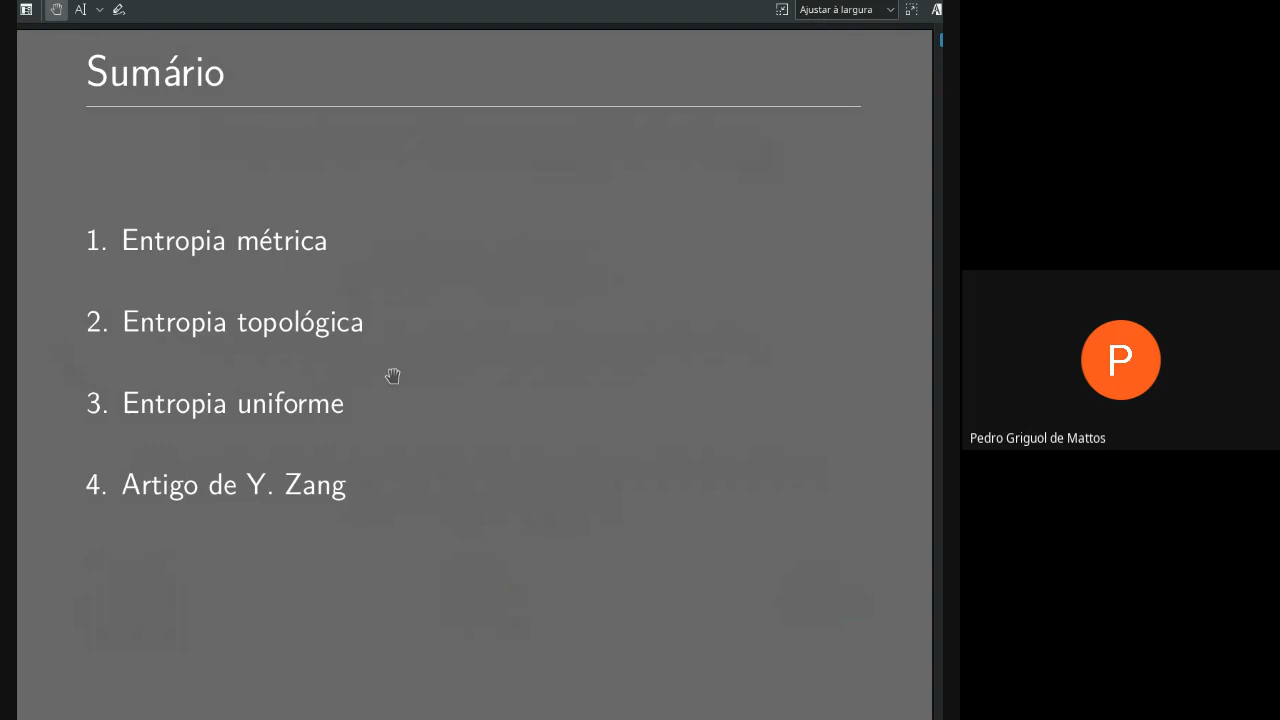 AI
Ajustar à largura
Sumário
1. Entropia métrica
2. Entropia topológica
3. Entropia uniforme
4. Artigo de Y. Zang
P
Pedro Griguol de Mattos